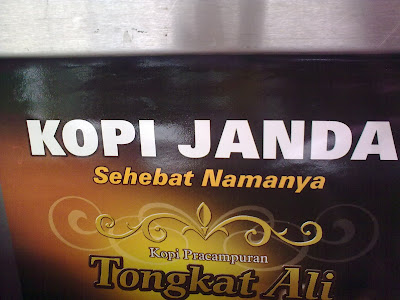 KOPI JANDA
Sehebat Namanya
Kopi Pracampuran
Tongkat Ali